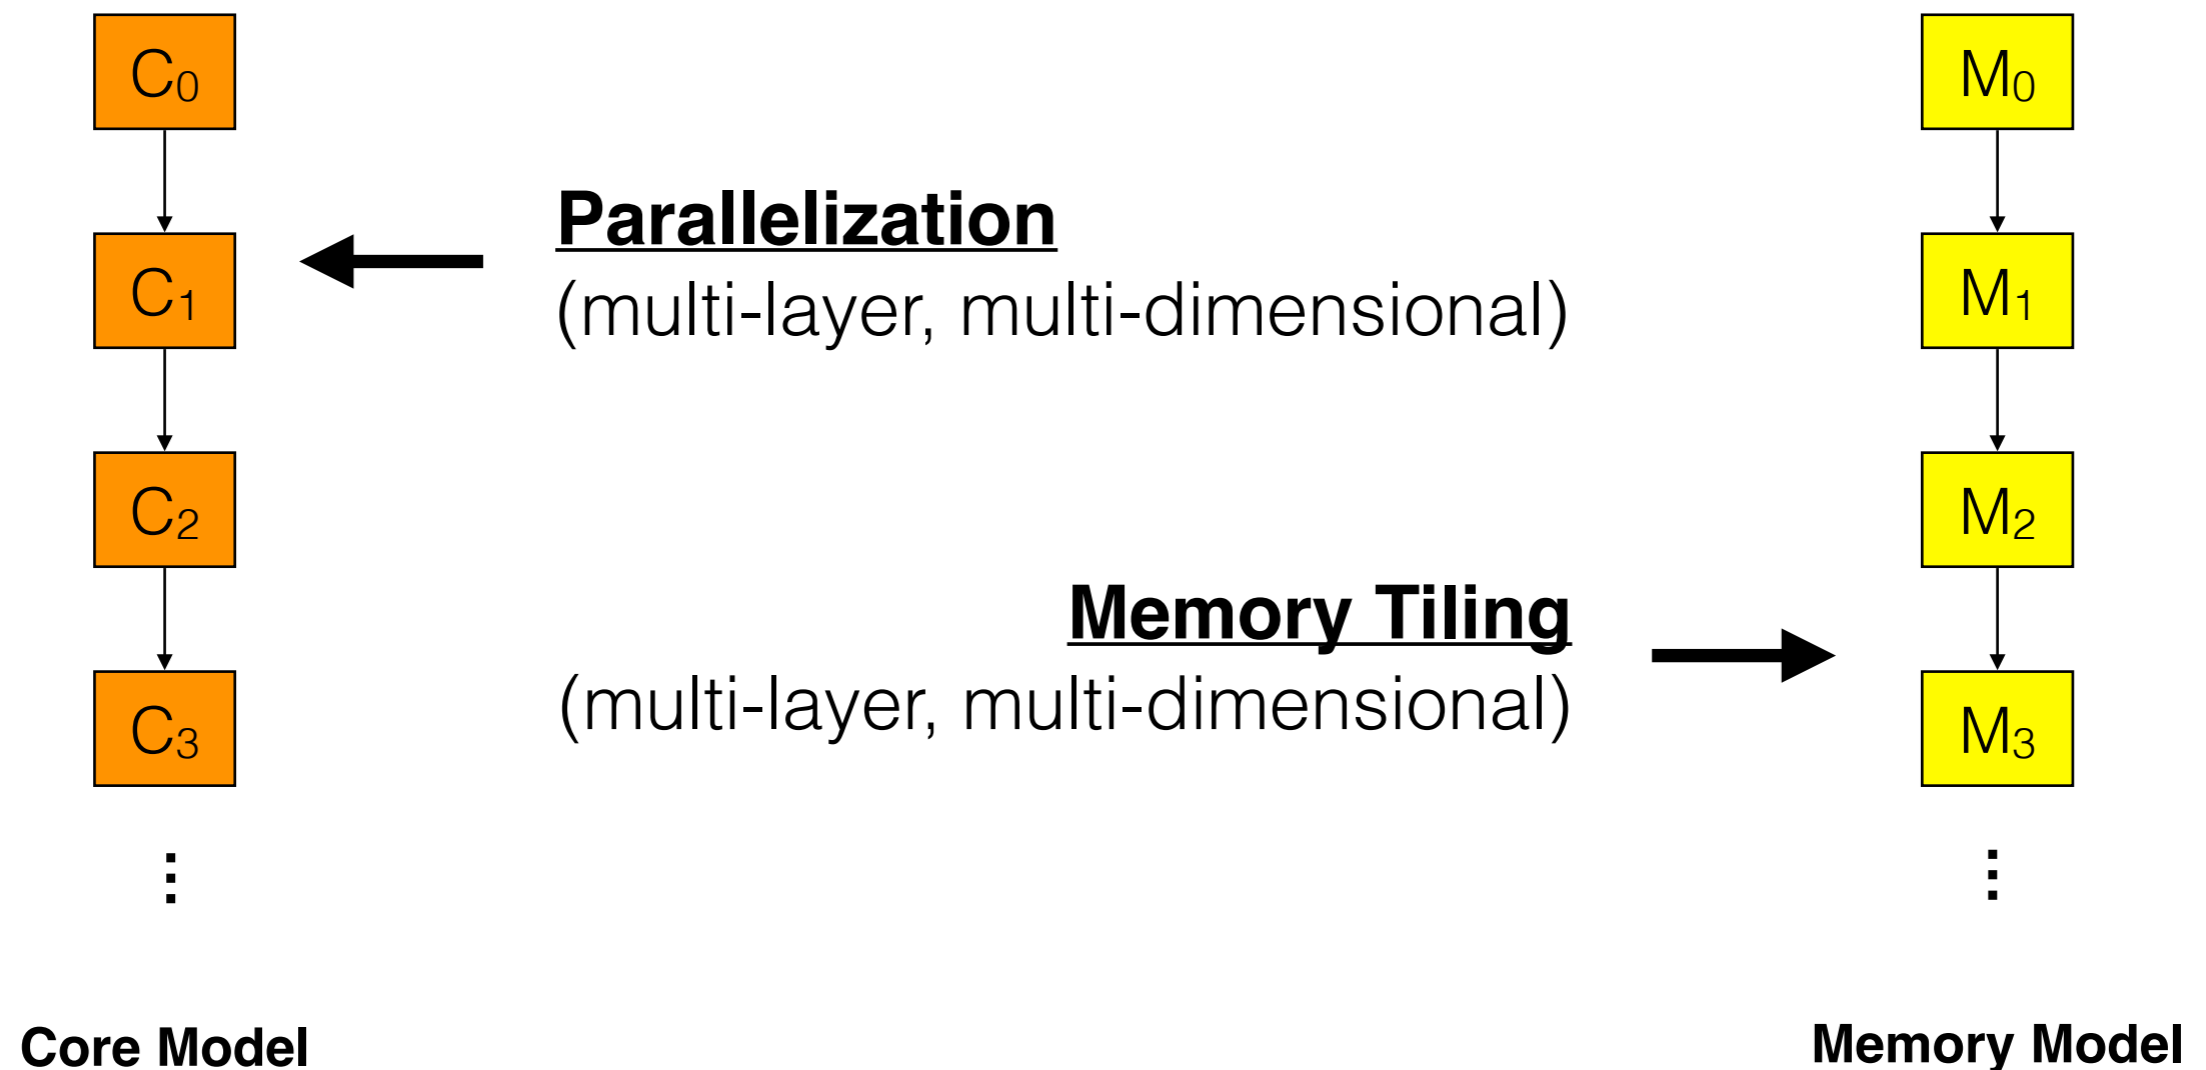 C₀
C₁
C₂
C₃
⋮
Core Model
Parallelization
(multi-layer, multi-dimensional)
Memory Tiling
(multi-layer, multi-dimensional)
M₀
M₁
M₂
M₃
⋮
Memory Model